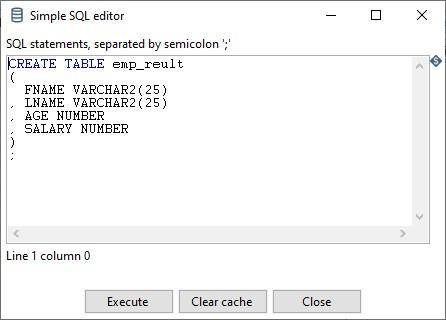 Simple SQL editor
SQL statements, separated by semicolon ';'
CREATE TABLE emp_reult
(
  FNAME VARCHAR2(25)
, LNAME VARCHAR2(25)
, AGE NUMBER
, SALARY NUMBER
)
;
Line 1 column 0
Execute Clear cache Close